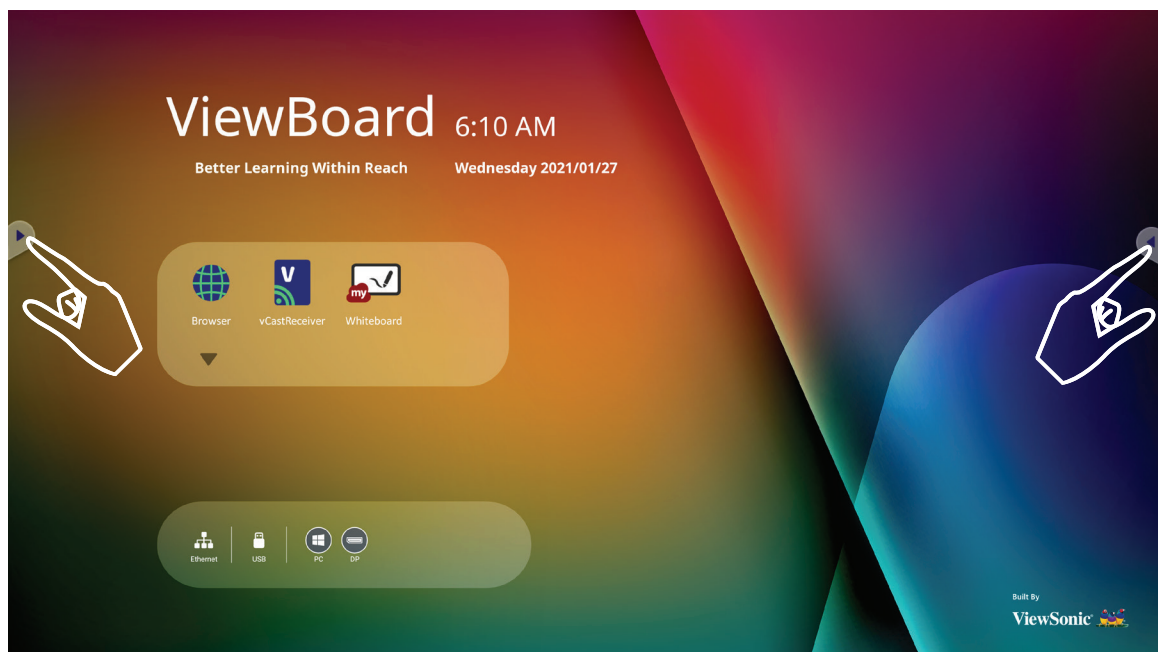 ViewBoard 6:10 AM
Better Learning Within Reach Wednesday 2021/01/27
V
my
Browser vCastReceiver Whiteboard
Ethernet USB PC DP
Built By
ViewSonic